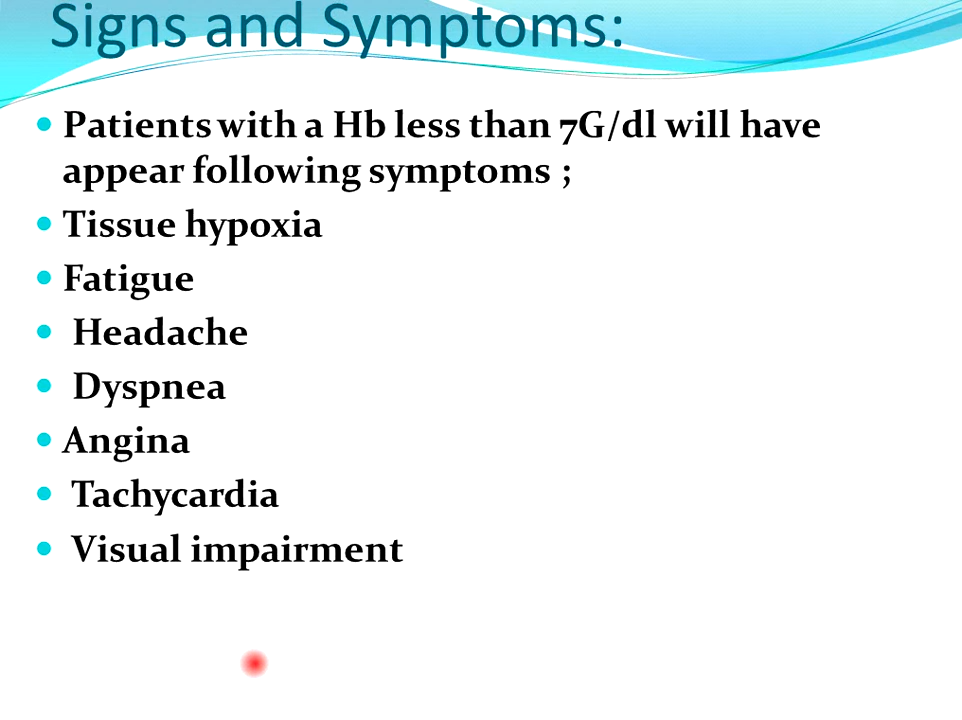 Signs and Symptoms:
Patients with a Hb less than 7G/dl will have
appear following symptoms ;
Tissue hypoxia
Fatigue
Headache
Dyspnea
Angina
Tachycardia
Visual impairment